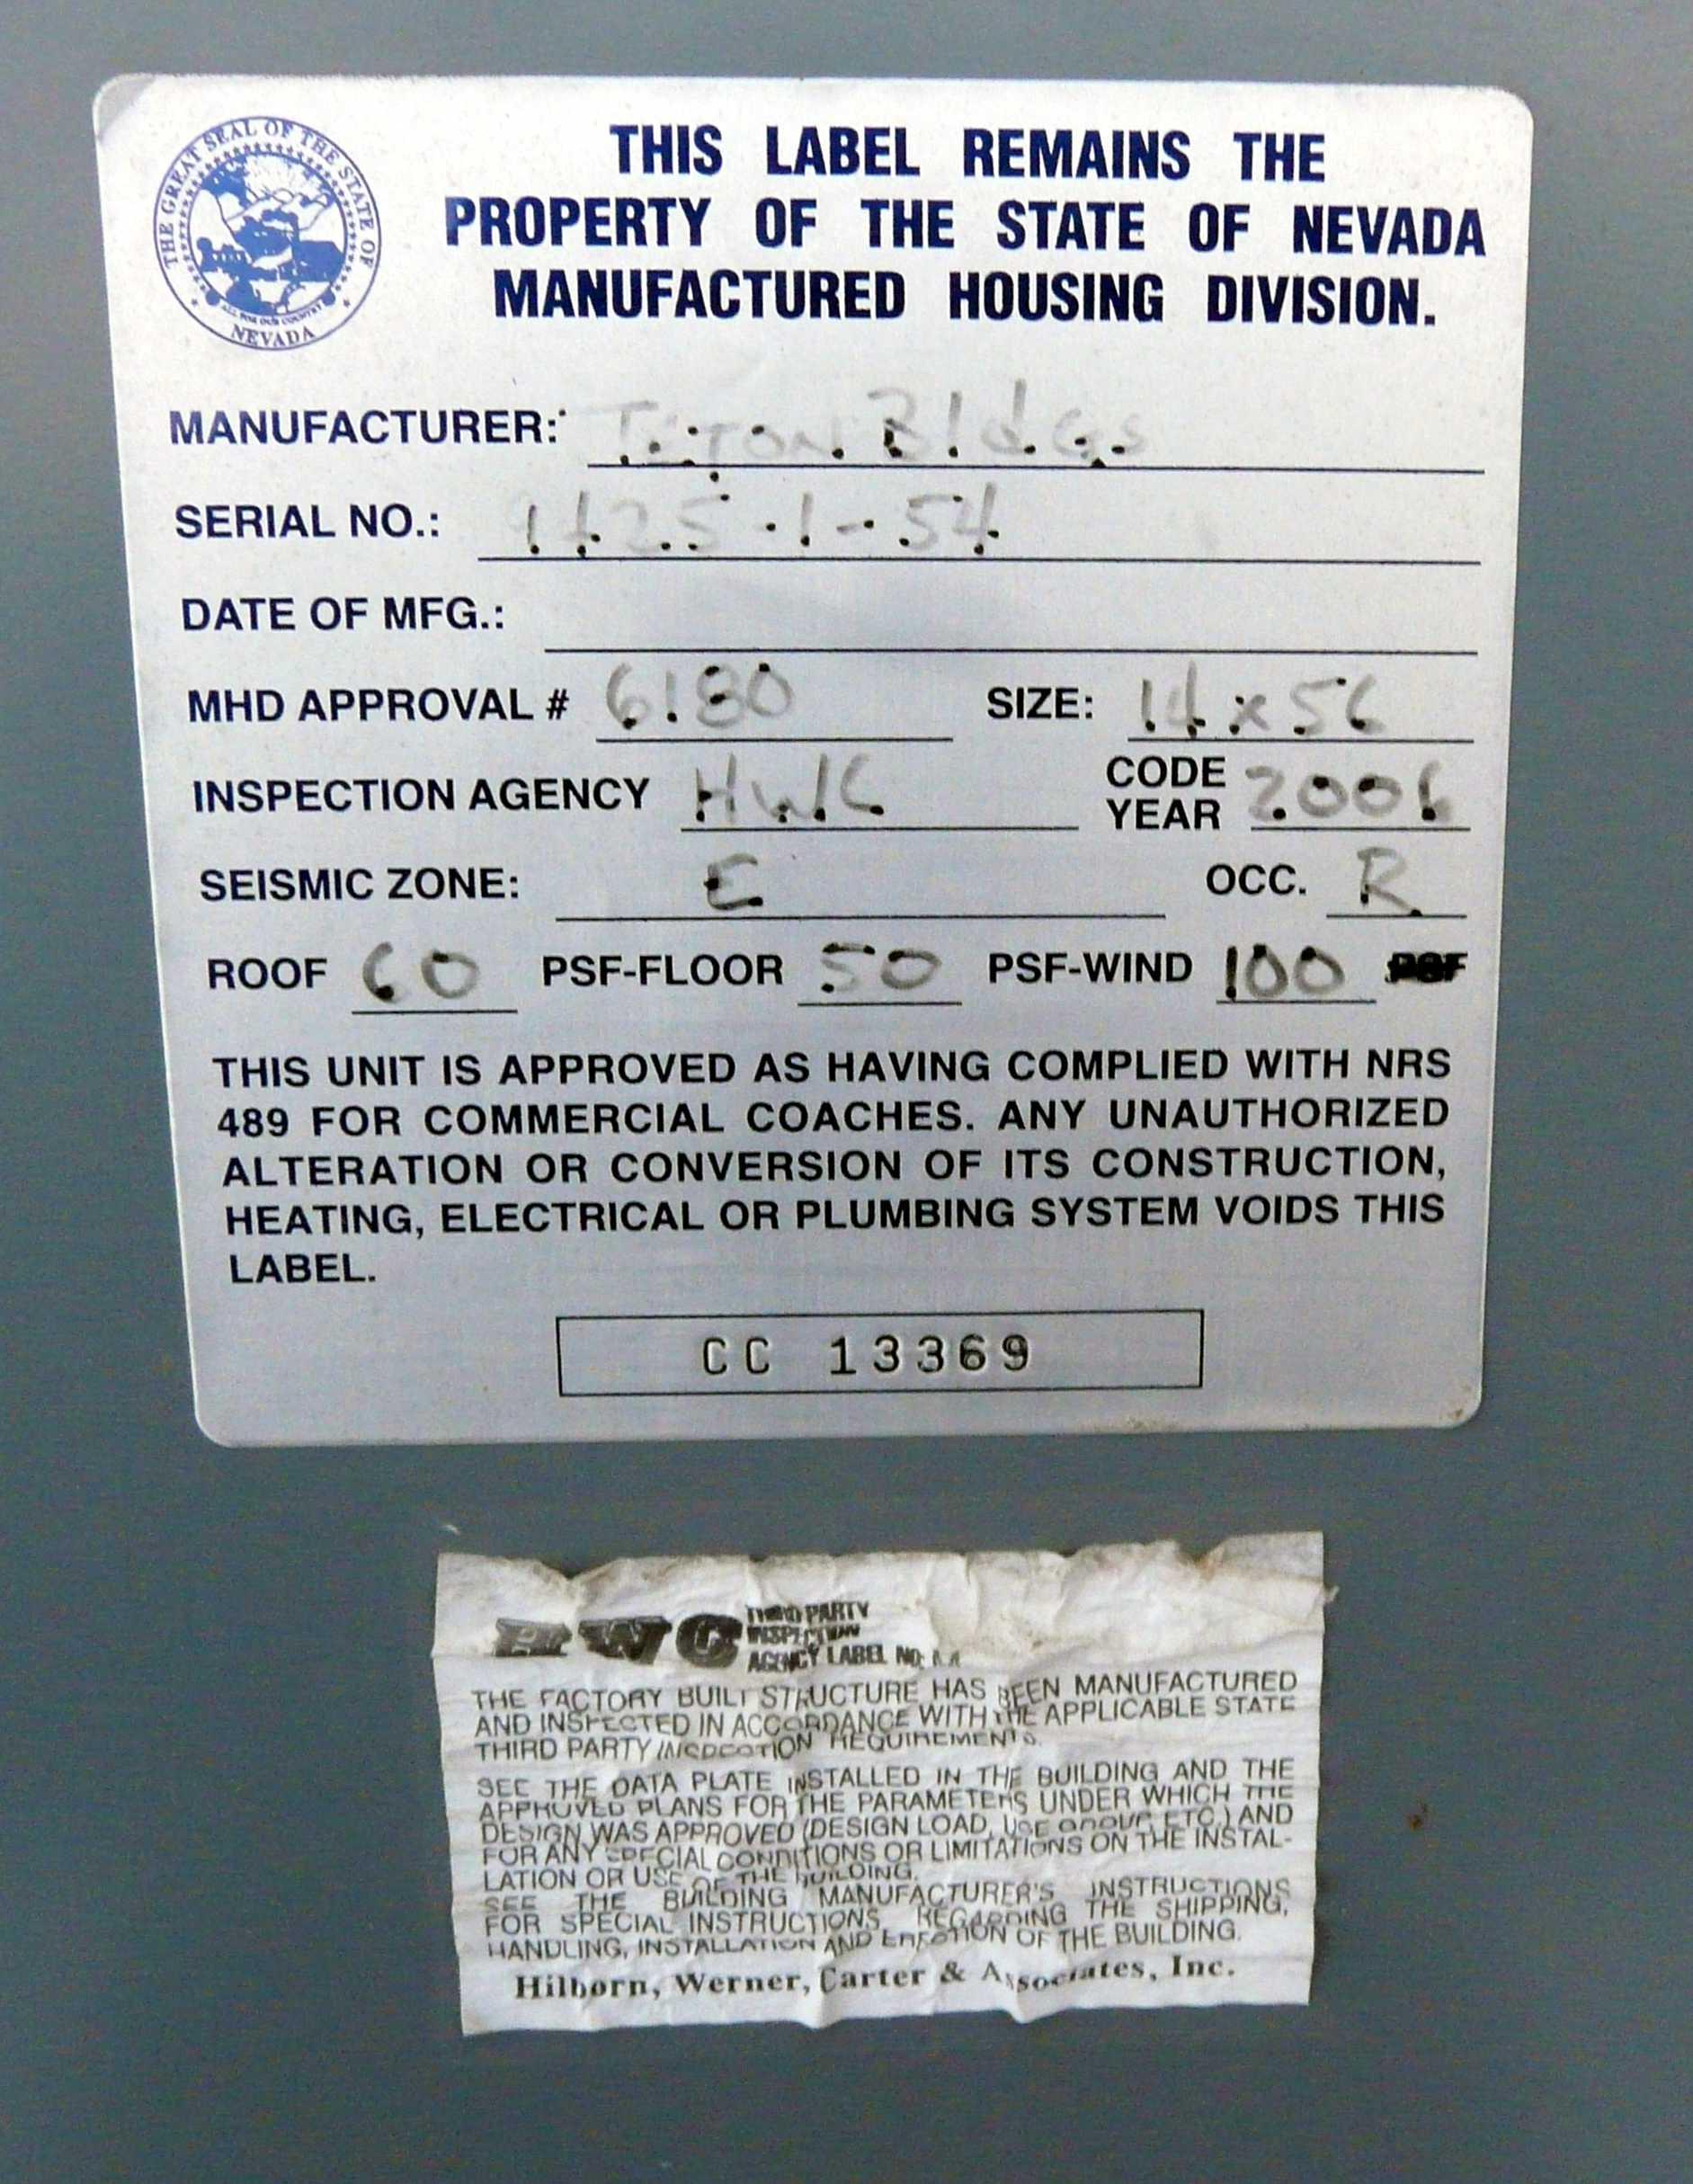 THE GREAT SEAL OF THE STATE OF
NEVADA
ALL FOR OUR COUNTRY
THIS LABEL REMAINS THE
PROPERTY OF THE STATE OF NEVADA
MANUFACTURED HOUSING DIVISION.
MANUFACTURER: Bldgs
SERIAL NO.:
DATE OF MFG.:
MHD APPROVAL # 6180 SIZE: 14 x 56
INSPECTION AGENCY HWC CODE YEAR 2006
SEISMIC ZONE: E OCC. R
ROOF 60 PSF-FLOOR 50 PSF-WIND 100 PSF
THIS UNIT IS APPROVED AS HAVING COMPLIED WITH NRS
489 FOR COMMERCIAL COACHES. ANY UNAUTHORIZED
ALTERATION OR CONVERSION OF ITS CONSTRUCTION,
HEATING, ELECTRICAL OR PLUMBING SYSTEM VOIDS THIS
LABEL.
CC 13369
HWC THIRD PARTY
INSPECTION
AGENCY LABEL NO.
THE FACTORY BUILT STRUCTURE HAS BEEN MANUFACTURED
AND INSPECTED IN ACCORDANCE WITH THE APPLICABLE STATE
THIRD PARTY INSPECTION REQUIREMENTS.
SEE THE DATA PLATE INSTALLED IN THE BUILDING AND THE
APPROVED PLANS FOR THE PARAMETERS UNDER WHICH THE
DESIGN WAS APPROVED (DESIGN LOAD, USE GROUP, ETC.) AND
FOR ANY SPECIAL CONDITIONS OR LIMITATIONS ON THE INSTAL-
LATION OR USE OF THE BUILDING.
SEE THE BUILDING MANUFACTURER'S INSTRUCTIONS
FOR SPECIAL INSTRUCTIONS, REGARDING THE SHIPPING,
HANDLING, INSTALLATION AND ERECTION OF THE BUILDING.
Hilborn, Werner, Carter & Associates, Inc.